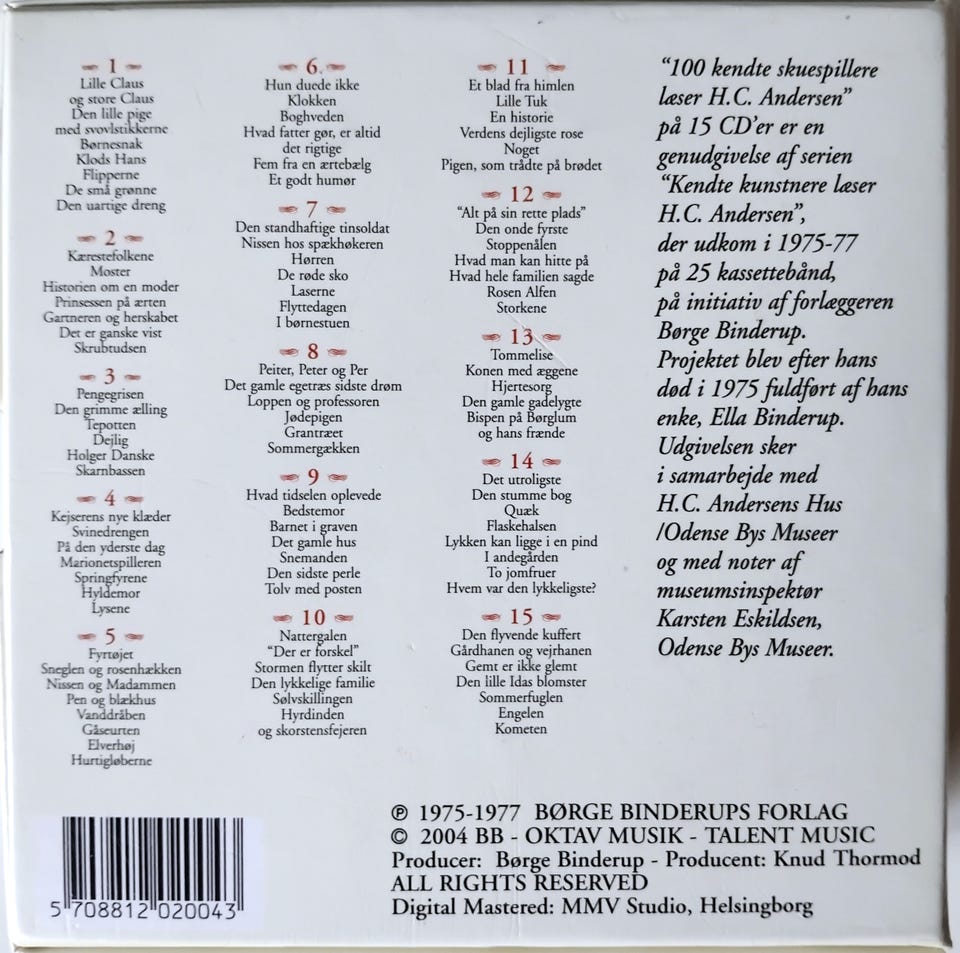 1
Lille Claus
og store Claus
Den lille pige
med svovlstikkerne
Børnesnak
Klods Hans
Flipperne
De små grønne
Den uartige dreng
2
Kærestefolkene
Moster
Historien om en moder
Prinsessen på ærten
Gartneren og herskabet
Det er ganske vist
Skrubtudsen
3
Pengegrisen
Den grimme ælling
Tepotten
Dejlig
Holger Danske
Skarnbassen
4
Kejserens nye klæder
Svinedrengen
På den yderste dag
Marionetspilleren
Springfyrene
Hyldemor
Lysene
5
Fyrtøjet
Sneglen og rosenhækken
Nissen og Madammen
Pen og blækhus
Vanddråben
Gåseurten
Elverhøj
Hurtigløberne
6
Hun duede ikke
Klokken
Boghveden
Hvad fatter gør, er altid
det rigtige
Fem fra en ærtebælg
Et godt humør
7
Den standhaftige tinsoldat
Nissen hos spækhøkeren
Hørren
De røde sko
Laserne
Flyttedagen
I børnestuen
8
Peiter, Peter og Per
Det gamle egetræs sidste drøm
Loppen og professoren
Jødepigen
Grantræet
Sommergækken
9
Hvad tidselen oplevede
Bedstemor
Barnet i graven
Det gamle hus
Snemanden
Den sidste perle
Tolv med posten
10
Nattergalen
"Der er forskel"
Stormen flytter skilt
Den lykkelige familie
Sølvskillingen
Hyrdinden
og skorstensfejeren
11
Et blad fra himlen
Lille Tuk
En historie
Verdens dejligste rose
Noget
Pigen, som trådte på brødet
12
"Alt på sin rette plads"
Den onde fyrste
Stoppenålen
Hvad man kan hitte på
Hvad hele familien sagde
Rosen Alfen
Storkene
13
Tommelise
Konen med æggene
Hjertesorg
Den gamle gadelygte
Bispen på Børglum
og hans frænde
14
Det utroligste
Den stumme bog
Quæk
Flaskehalsen
Lykken kan ligge i en pind
I andegården
To jomfruer
Hvem var den lykkeligste?
15
Den flyvende kuffert
Gårdhanen og vejrhanen
Gemt er ikke glemt
Den lille Idas blomster
Sommerfuglen
Engelen
Kometen
"100 kendte skuespillere
læser H.C. Andersen"
på 15 CD'er er en
genudgivelse af serien
"Kendte kunstnere læser
H.C. Andersen",
der udkom i 1975-77
på 25 kassettebånd,
på initiativ af forlæggeren
Børge Binderup.
Projektet blev efter hans
død i 1975 fuldført af hans
enke, Ella Binderup.
Udgivelsen sker
i samarbejde med
H.C. Andersens Hus
/Odense Bys Museer
og med noter af
museumsinspektør
Karsten Eskildsen,
Odense Bys Museer.
℗ 1975-1977 BØRGE BINDERUPS FORLAG
© 2004 BB - OKTAV MUSIK - TALENT MUSIC
Producer: Børge Binderup - Producent: Knud Thormod
ALL RIGHTS RESERVED
Digital Mastered: MMV Studio, Helsingborg
5 708812 020043